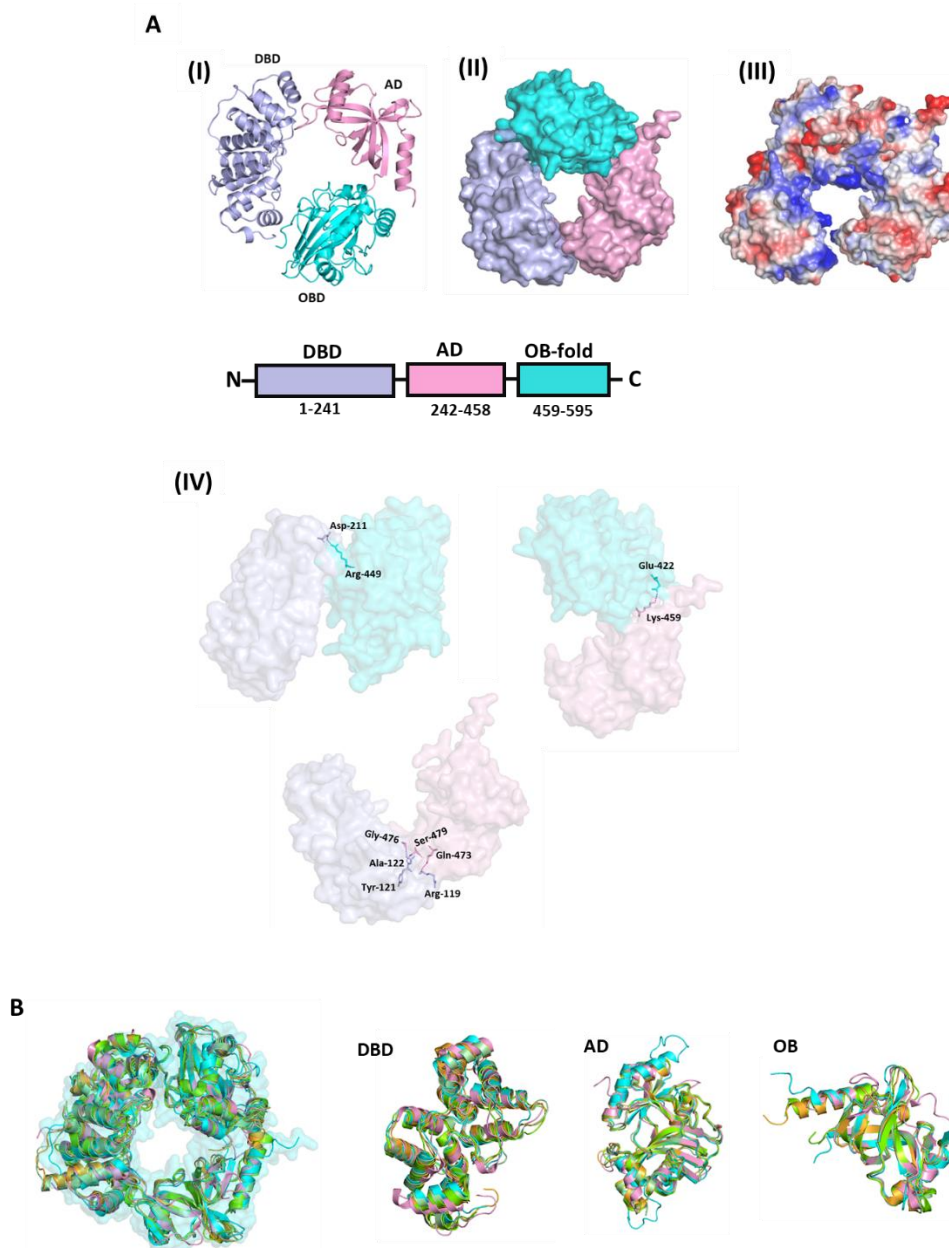 A
(I)
DBD
AD
OBD
(II)
(III)
DBD AD OB-fold
N C
1-241 242-458 459-595
(IV)
Asp-211
Arg-449
Glu-422
Lys-459
Gly-476
Ser-479
Ala-122
Gln-473
Tyr-121
Arg-119
B
DBD
AD
OB